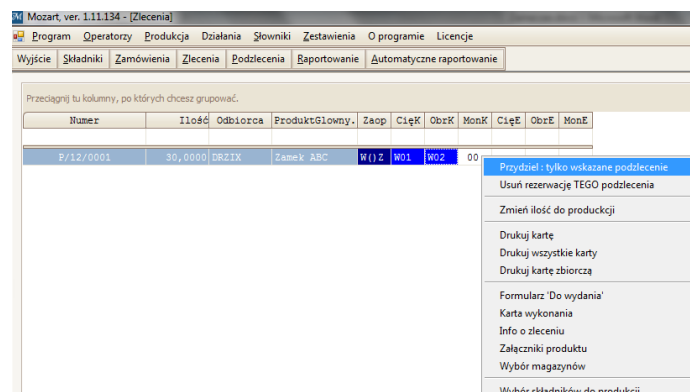 Mozart, ver. 1.11.134 - [Zlecenia]
Program Operatorzy Produkcja Działania Słowniki Zestawienia O programie Licencje
Wyjście Składniki Zamówienia Zlecenia Podzlecenia Raportowanie Automatyczne raportowanie
Przeciągnij tu kolumny, po których chcesz grupować.
Numer Ilość Odbiorca ProduktGlowny. Zaop CięK ObrK MonK CięE ObrE MonE
P/12/0001 30,0000 DRZIX Zamek ABC W()Z W01 W02 00
Przydziel : tylko wskazane podzlecenie
Usuń rezerwację TEGO podzlecenia
Zmień ilość do produckcji
Drukuj kartę
Drukuj wszystkie karty
Drukuj kartę zbiorczą
Formularz 'Do wydania'
Karta wykonania
Info o zleceniu
Załączniki produktu
Wybór magazynów
Wybór składników do produkcji